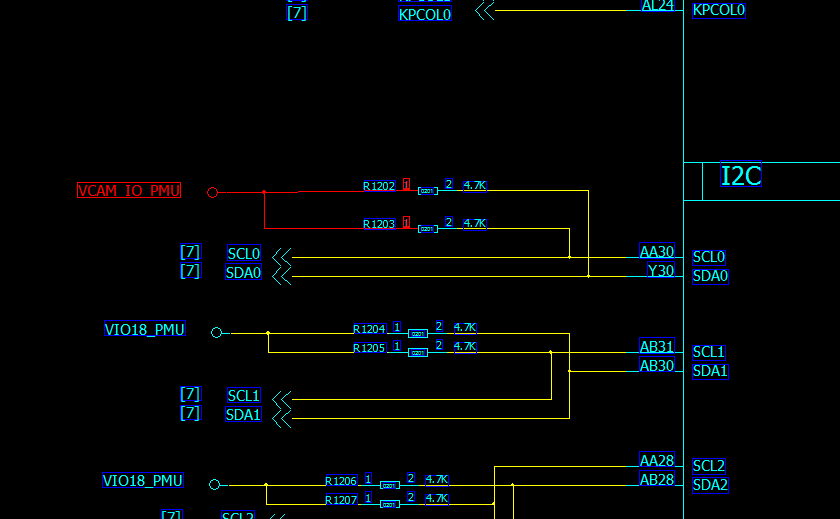 AL24
[7] KPCOL0 KPCOL0
I2C
VCAM_IO_PMU R1202 1 0201 2 4.7K
R1203 1 0201 2 4.7K
[7] SCL0 AA30 SCL0
[7] SDA0 Y30 SDA0
VIO18_PMU R1204 1 0201 2 4.7K
R1205 1 0201 2 4.7K AB31 SCL1
AB30 SDA1
[7] SCL1
[7] SDA1
AA28 SCL2
VIO18_PMU R1206 1 0201 2 4.7K AB28 SDA2
R1207 1 0201 2 4.7K
[7] SCL2